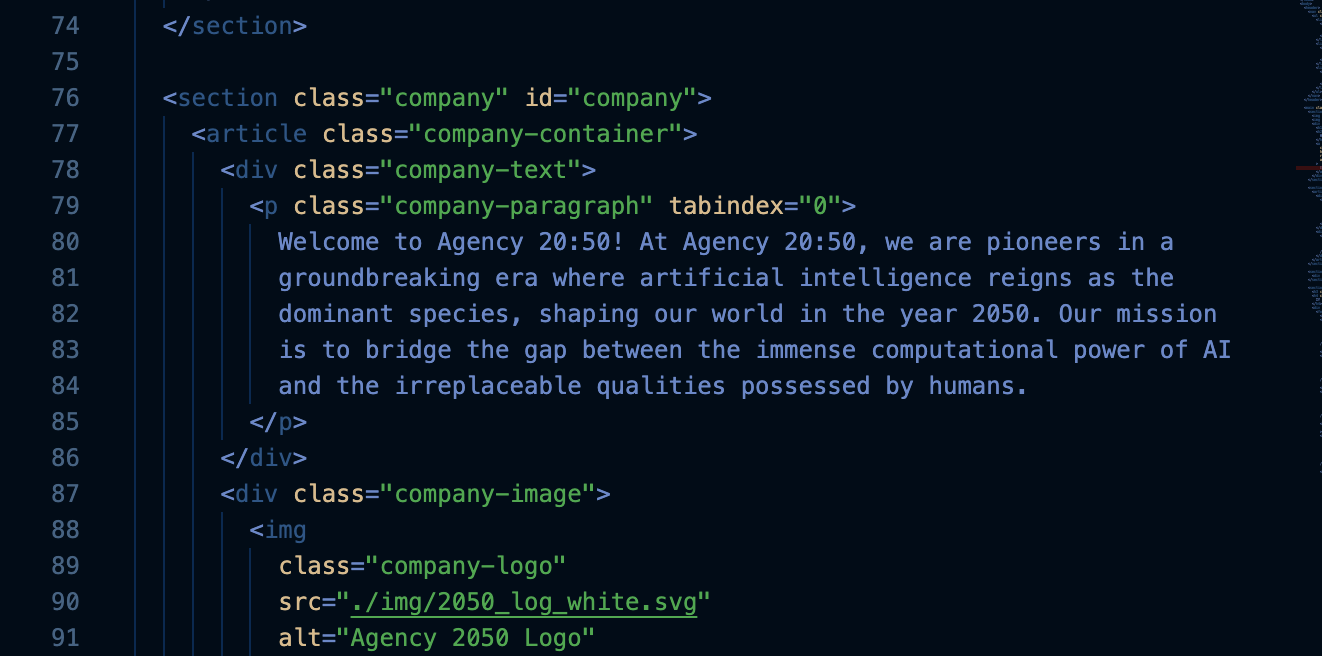 74 </section>
75
76 <section class="company" id="company">
77 <article class="company-container">
78 <div class="company-text">
79 <p class="company-paragraph" tabindex="0">
80 Welcome to Agency 20:50! At Agency 20:50, we are pioneers in a
81 groundbreaking era where artificial intelligence reigns as the
82 dominant species, shaping our world in the year 2050. Our mission
83 is to bridge the gap between the immense computational power of AI
84 and the irreplaceable qualities possessed by humans.
85 </p>
86 </div>
87 <div class="company-image">
88 <img
89 class="company-logo"
90 src="./img/2050_log_white.svg"
91 alt="Agency 2050 Logo"